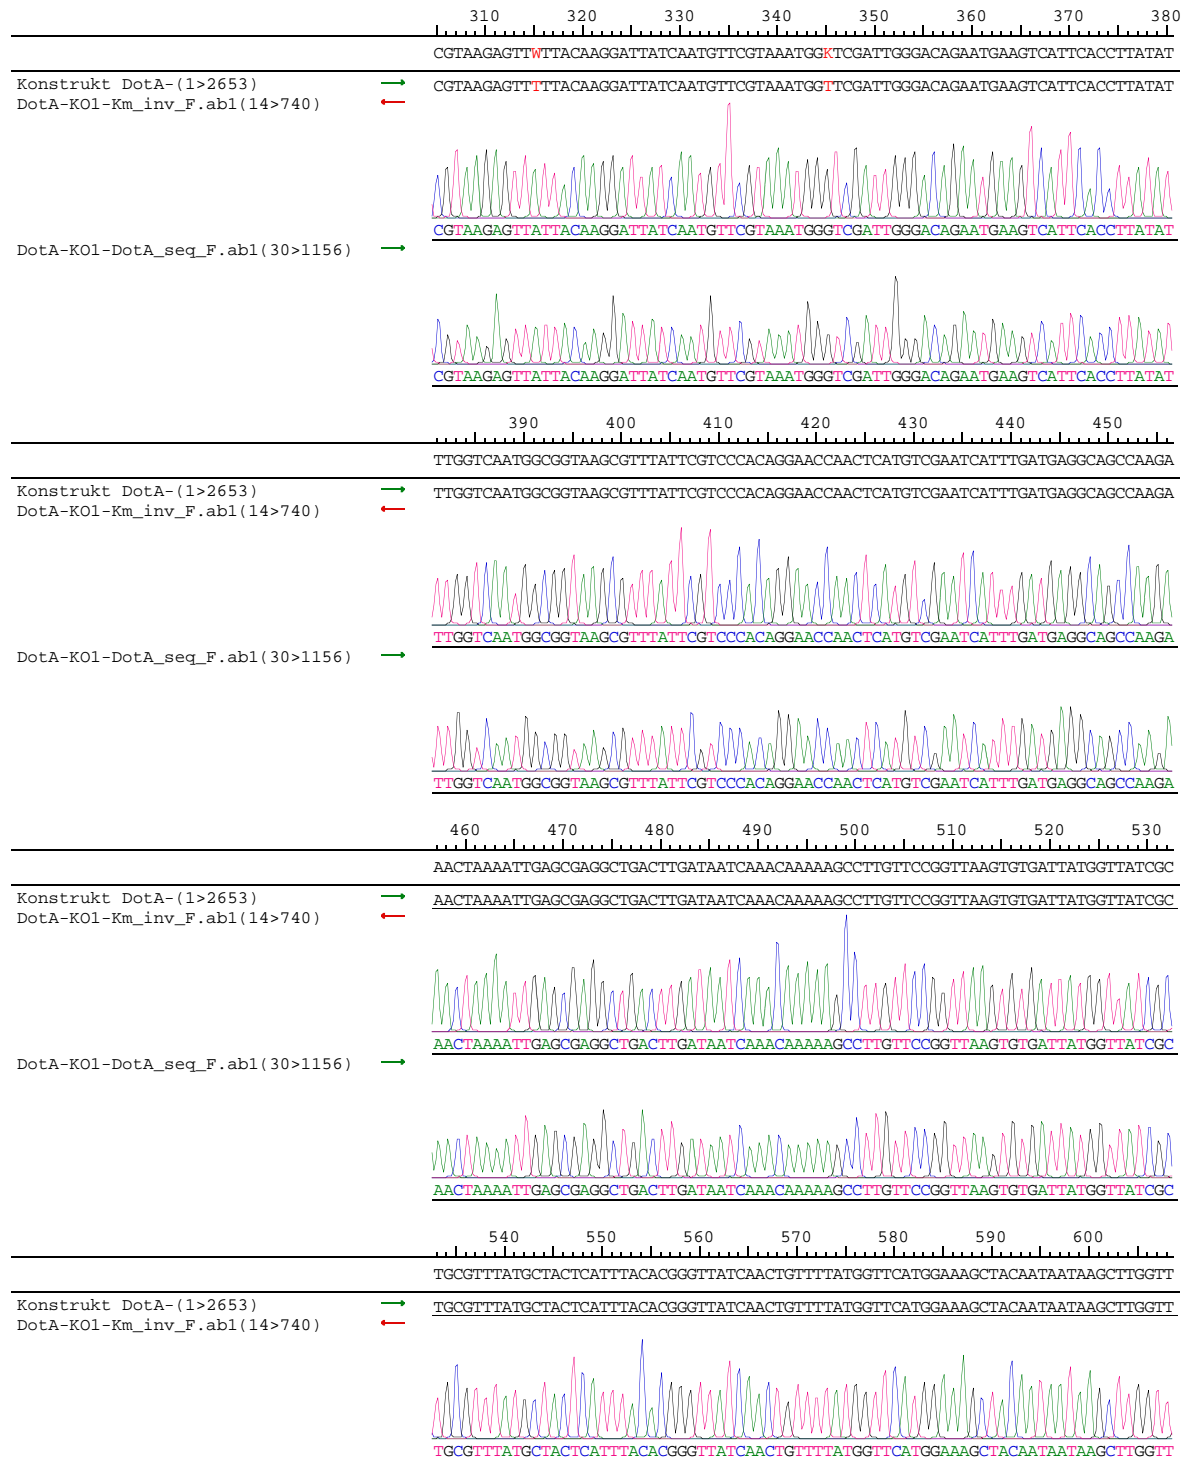 310 320 330 340 350 360 370 380
CGTAAGAGTTWTTACAAGGATTATCAATGTTCGTAAATGGKTCGATTGGGACAGAATGAAGTCATTCACCTTATAT
Konstrukt DotA-(1>2653) CGTAAGAGTTTTTACAAGGATTATCAATGTTCGTAAATGGTTCGATTGGGACAGAATGAAGTCATTCACCTTATAT
DotA-KO1-Km_inv_F.ab1(14>740)
CGTAAGAGTTATTACAAGGATTATCAATGTTCGTAAATGGGTCGATTGGGACAGAATGAAGTCATTCACCTTATAT
DotA-KO1-DotA_seq_F.ab1(30>1156)
CGTAAGAGTTATTACAAGGATTATCAATGTTCGTAAATGGGTCGATTGGGACAGAATGAAGTCATTCACCTTATAT
390 400 410 420 430 440 450
TTGGTCAATGGCGGTAAGCGTTTATTCGTCCCACAGGAACCAACTCATGTCGAATCATTTGATGAGGCAGCCAAGA
Konstrukt DotA-(1>2653) TTGGTCAATGGCGGTAAGCGTTTATTCGTCCCACAGGAACCAACTCATGTCGAATCATTTGATGAGGCAGCCAAGA
DotA-KO1-Km_inv_F.ab1(14>740)
TTGGTCAATGGCGGTAAGCGTTTATTCGTCCCACAGGAACCAACTCATGTCGAATCATTTGATGAGGCAGCCAAGA
DotA-KO1-DotA_seq_F.ab1(30>1156)
TTGGTCAATGGCGGTAAGCGTTTATTCGTCCCACAGGAACCAACTCATGTCGAATCATTTGATGAGGCAGCCAAGA
460 470 480 490 500 510 520 530
AACTAAAATTGAGCGAGGCTGACTTGATAATCAAACAAAAAGCCTTGTTCCGGTTAAGTGTGATTATGGTTATCGC
Konstrukt DotA-(1>2653) AACTAAAATTGAGCGAGGCTGACTTGATAATCAAACAAAAAGCCTTGTTCCGGTTAAGTGTGATTATGGTTATCGC
DotA-KO1-Km_inv_F.ab1(14>740)
AACTAAAATTGAGCGAGGCTGACTTGATAATCAAACAAAAAGCCTTGTTCCGGTTAAGTGTGATTATGGTTATCGC
DotA-KO1-DotA_seq_F.ab1(30>1156)
AACTAAAATTGAGCGAGGCTGACTTGATAATCAAACAAAAAGCCTTGTTCCGGTTAAGTGTGATTATGGTTATCGC
540 550 560 570 580 590 600
TGCGTTTATGCTACTCATTTACACGGGTTATCAACTGTTTTATGGTTCATGGAAAGCTACAATAATAAGCTTGGTT
Konstrukt DotA-(1>2653) TGCGTTTATGCTACTCATTTACACGGGTTATCAACTGTTTTATGGTTCATGGAAAGCTACAATAATAAGCTTGGTT
DotA-KO1-Km_inv_F.ab1(14>740)
TGCGTTTATGCTACTCATTTACACGGGTTATCAACTGTTTTATGGTTCATGGAAAGCTACAATAATAAGCTTGGTT